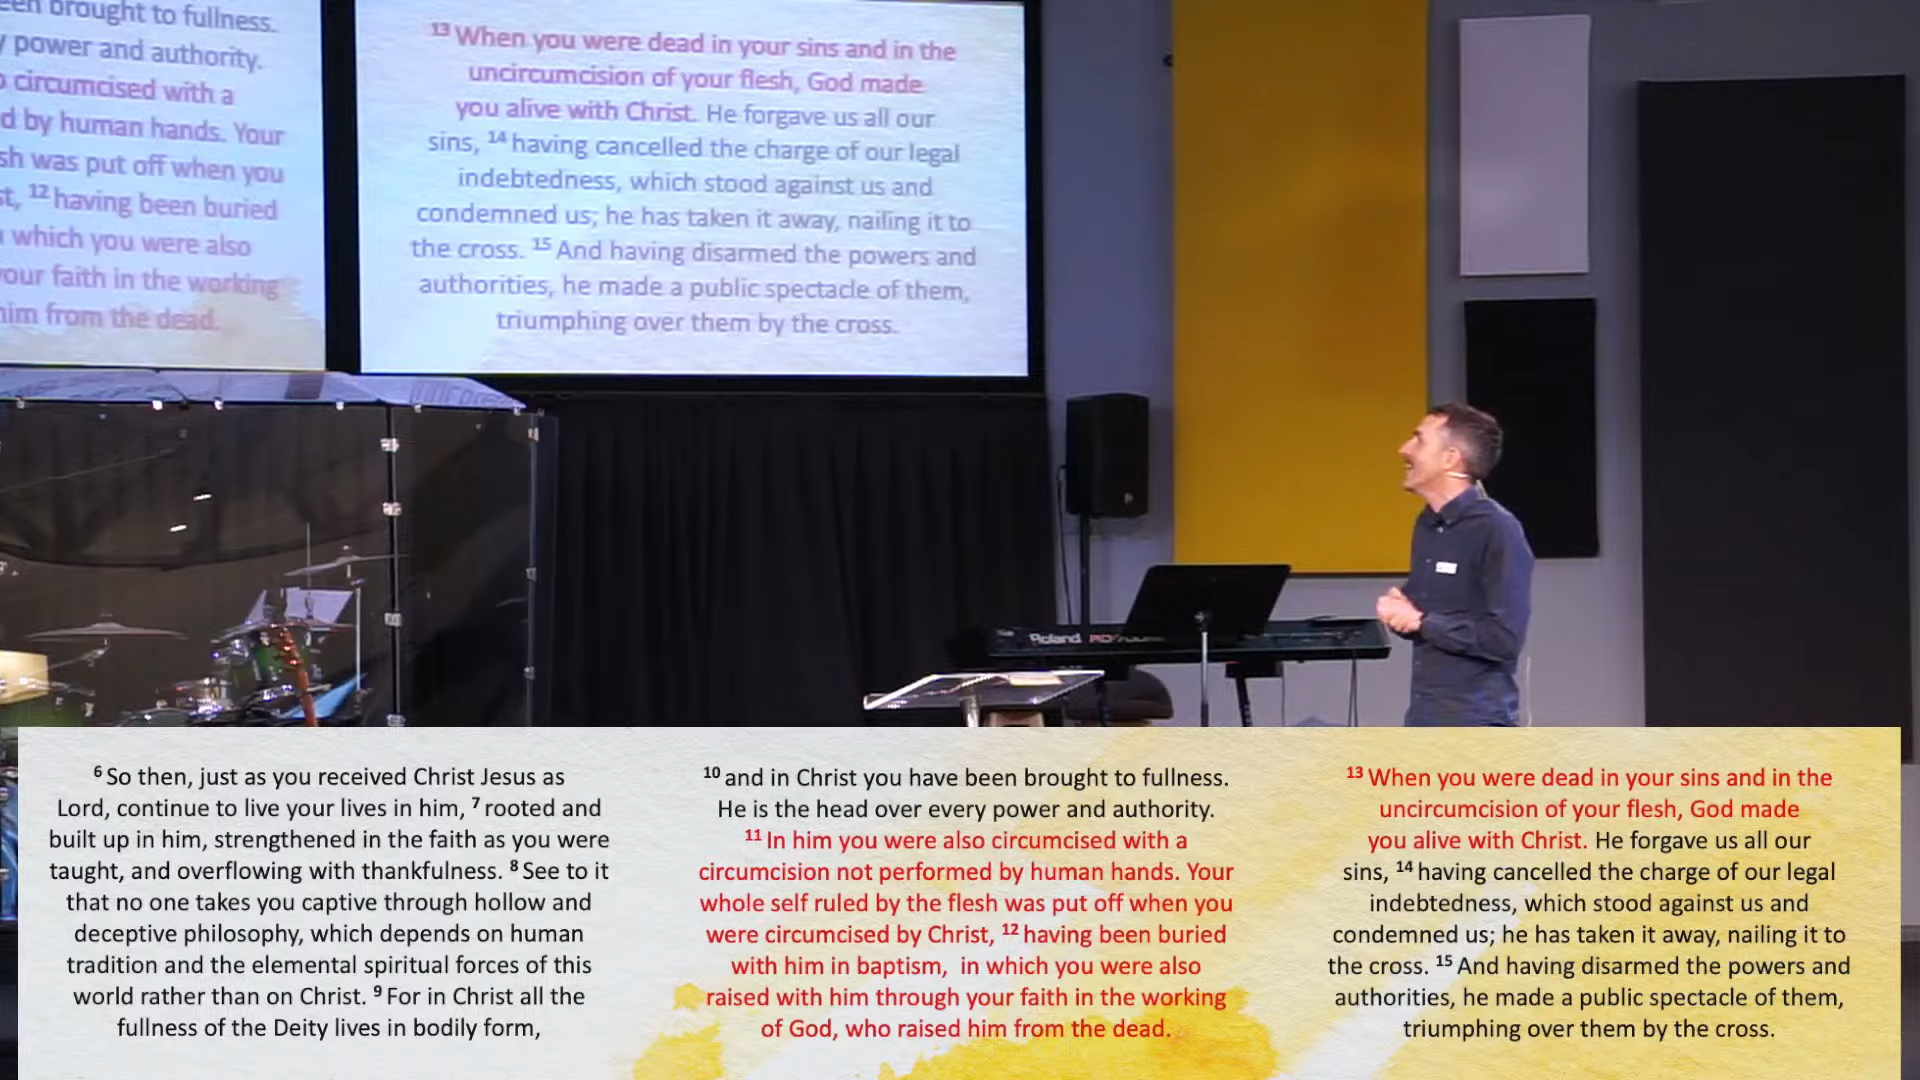 een brought to fullness.
y power and authority.
o circumcised with a
d by human hands. Your
sh was put off when you
st, 12 having been buried
which you were also
your faith in the working
him from the dead.
13 When you were dead in your sins and in the
uncircumcision of your flesh, God made
you alive with Christ. He forgave us all our
sins, 14 having cancelled the charge of our legal
indebtedness, which stood against us and
condemned us; he has taken it away, nailing it to
the cross. 15 And having disarmed the powers and
authorities, he made a public spectacle of them,
triumphing over them by the cross.
Roland
6 So then, just as you received Christ Jesus as
Lord, continue to live your lives in him, 7 rooted and
built up in him, strengthened in the faith as you were
taught, and overflowing with thankfulness. 8 See to it
that no one takes you captive through hollow and
deceptive philosophy, which depends on human
tradition and the elemental spiritual forces of this
world rather than on Christ. 9 For in Christ all the
fullness of the Deity lives in bodily form,
10 and in Christ you have been brought to fullness.
He is the head over every power and authority.
11 In him you were also circumcised with a
circumcision not performed by human hands. Your
whole self ruled by the flesh was put off when you
were circumcised by Christ, 12 having been buried
with him in baptism, in which you were also
raised with him through your faith in the working
of God, who raised him from the dead.
13 When you were dead in your sins and in the
uncircumcision of your flesh, God made
you alive with Christ. He forgave us all our
sins, 14 having cancelled the charge of our legal
indebtedness, which stood against us and
condemned us; he has taken it away, nailing it to
the cross. 15 And having disarmed the powers and
authorities, he made a public spectacle of them,
triumphing over them by the cross.